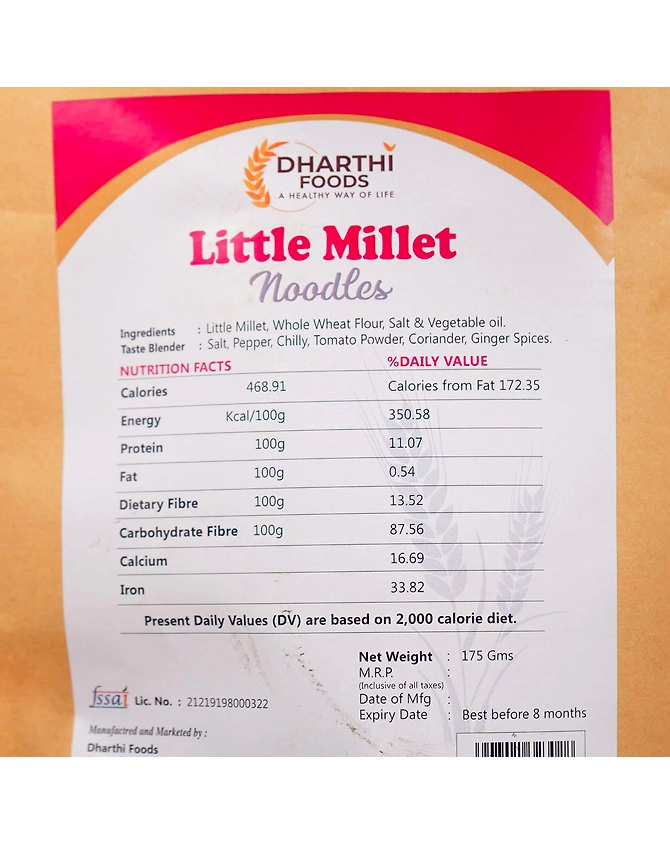 DHARTHI
FOODS
A HEALTHY WAY OF LIFE
Little Millet
Noodles
Ingredients : Little Millet, Whole Wheat Flour, Salt & Vegetable oil.
Taste Blender : Salt, Pepper, Chilly, Tomato Powder, Coriander, Ginger Spices.
NUTRITION FACTS %DAILY VALUE
Calories 468.91 Calories from Fat 172.35
Energy Kcal/100g 350.58
Protein 100g 11.07
Fat 100g 0.54
Dietary Fibre 100g 13.52
Carbohydrate Fibre 100g 87.56
Calcium 16.69
Iron 33.82
Present Daily Values (DV) are based on 2,000 calorie diet.
Net Weight : 175 Gms
M.R.P. :
(Inclusive of all taxes)
Date of Mfg :
Expiry Date : Best before 8 months
fssai Lic. No. : 21219198000322
Manufactired and Marketed by :
Dharthi Foods